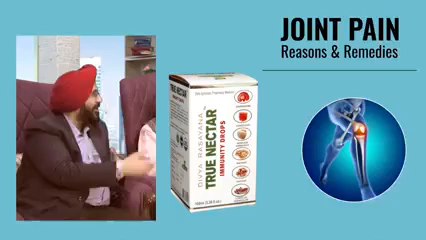 JOINT PAIN
Reasons & Remedies
DIVYA RASAYANA
TRUE NECTAR
IMMUNITY DROPS